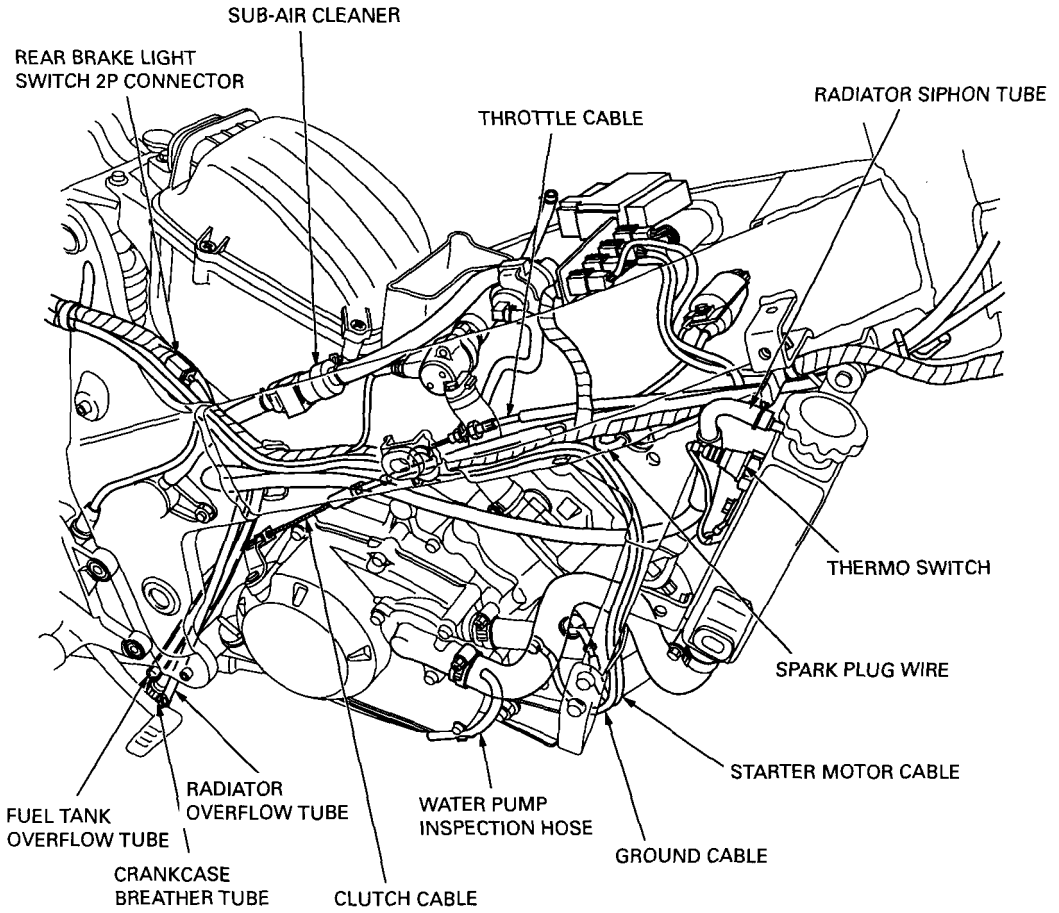 SUB-AIR CLEANER
REAR BRAKE LIGHT
SWITCH 2P CONNECTOR
THROTTLE CABLE
RADIATOR SIPHON TUBE
THERMO SWITCH
SPARK PLUG WIRE
STARTER MOTOR CABLE
GROUND CABLE
WATER PUMP
INSPECTION HOSE
RADIATOR
OVERFLOW TUBE
FUEL TANK
OVERFLOW TUBE
CRANKCASE
BREATHER TUBE
CLUTCH CABLE